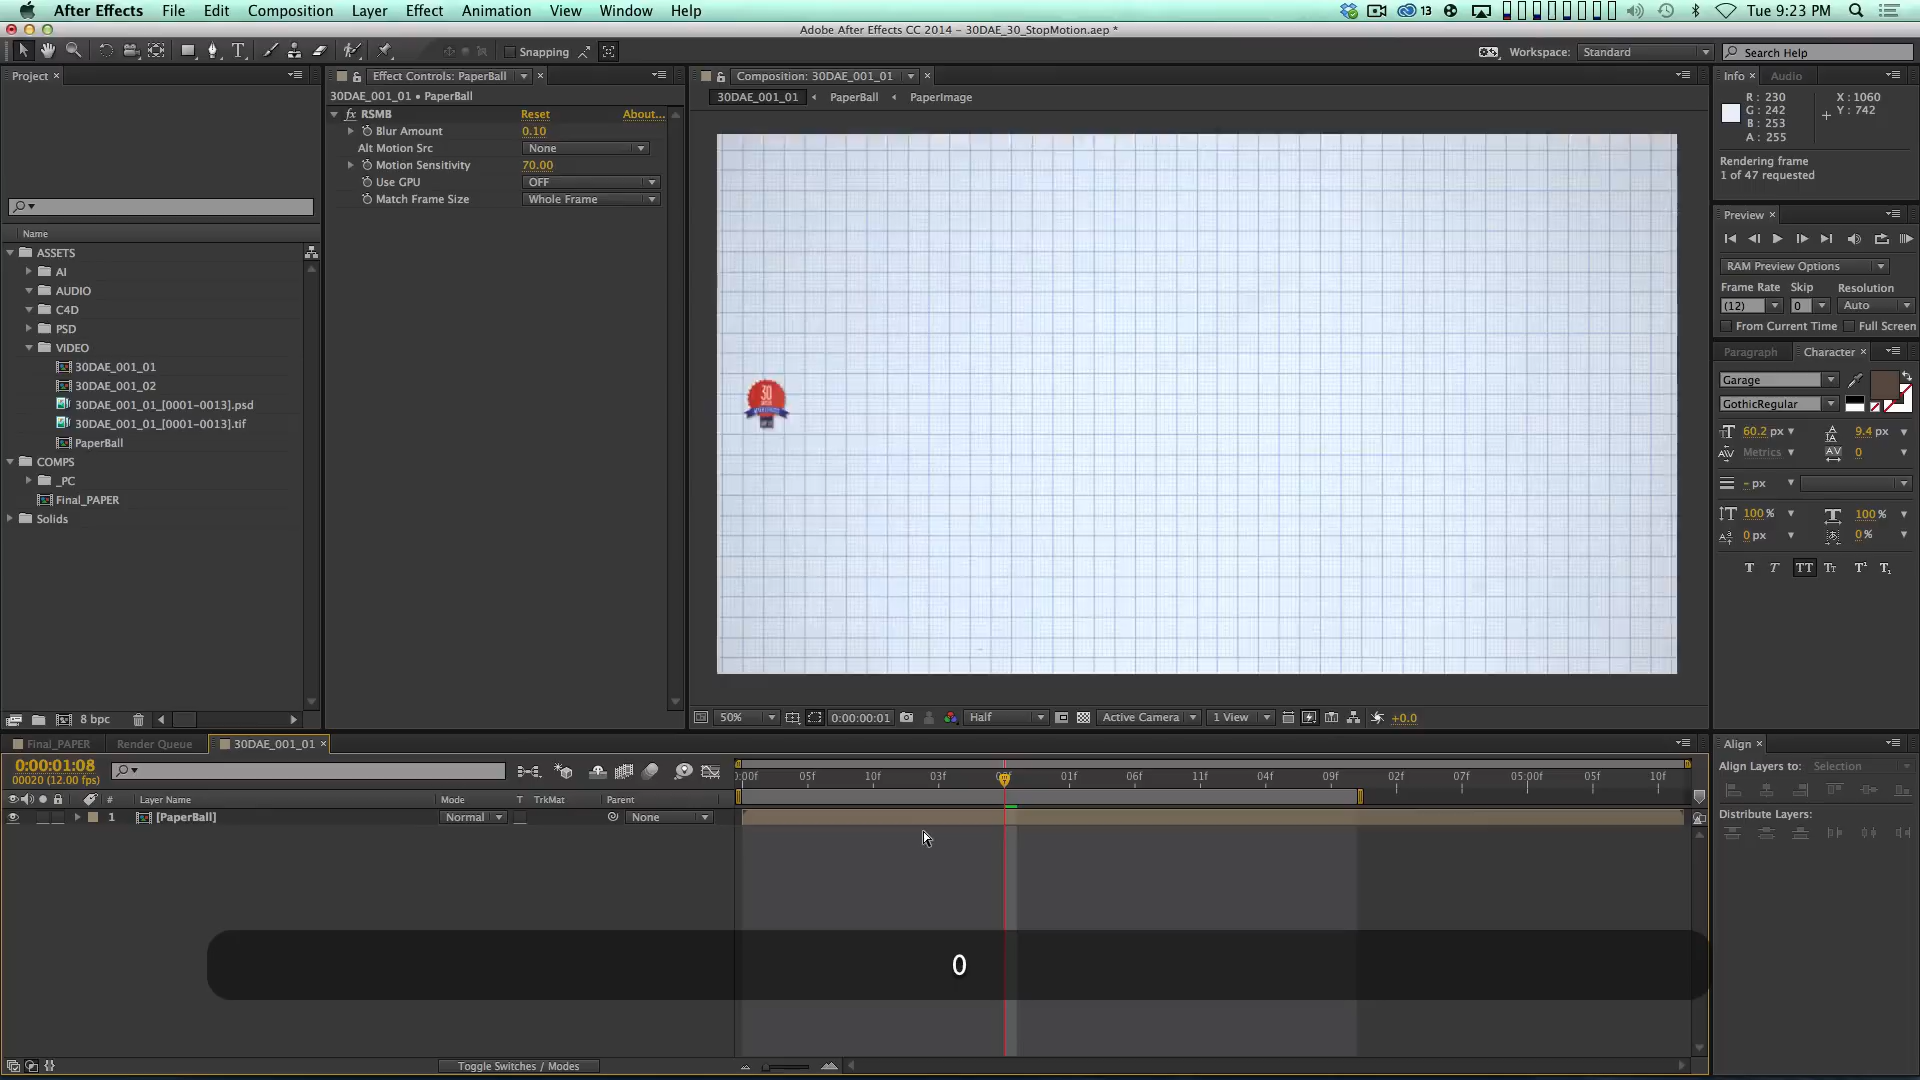 After Effects File Edit Composition Layer Effect Animation View Window Help
13
Tue 9:23 PM
Adobe After Effects CC 2014 – 30DAE_30_StopMotion.aep *
T
Snapping
Workspace: Standard
Search Help
Project
Effect Controls: PaperBall
Composition: 30DAE_001_01
Info Audio
30DAE_001_01 • PaperBall
30DAE_001_01 PaperBall PaperImage
R : 230
G : 242
B : 253
A : 255
X : 1060
Y : 742
Rendering frame
1 of 47 requested
fx RSMB Reset About...
Blur Amount 0.10
Alt Motion Src None
Motion Sensitivity 70.00
Use GPU OFF
Match Frame Size Whole Frame
Name
ASSETS
AI
AUDIO
C4D
PSD
VIDEO
30DAE_001_01
30DAE_001_02
30DAE_001_01_[0001-0013].psd
30DAE_001_01_[0001-0013].tif
PaperBall
COMPS
_PC
Final_PAPER
Solids
8 bpc
30
Preview
RAM Preview Options
Frame Rate Skip Resolution
(12) 0 Auto
From Current Time Full Screen
Paragraph Character
Garage
GothicRegular
60.2 px 9.4 px
Metrics 0
- px
100 % 100 %
0 px 0 %
T T TT Tt T¹ T₁
50% 0:00:00:01 Half Active Camera 1 View +0.0
Final_PAPER Render Queue 30DAE_001_01
0:00:01:08
00020 (12.00 fps)
:00f 05f 10f 03f 01f 06f 11f 04f 09f 02f 07f 05:00f 05f 10f
# Layer Name Mode T TrkMat Parent
1 [PaperBall] Normal None
0
Toggle Switches / Modes
Align
Align Layers to: Selection
Distribute Layers: